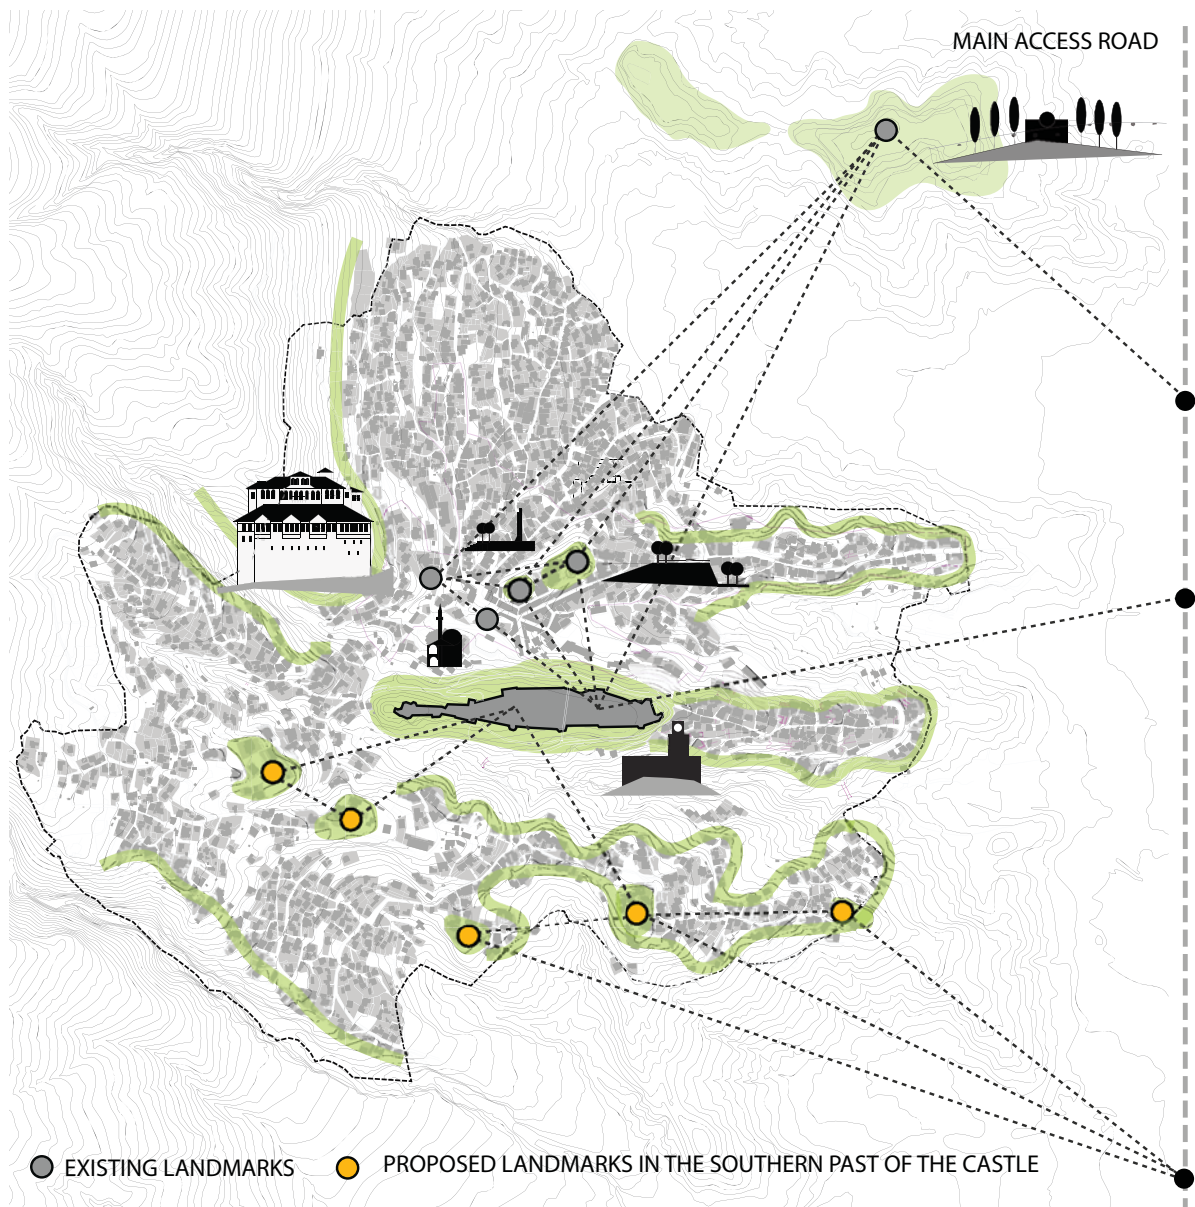 MAIN ACCESS ROAD
EXISTING LANDMARKS
PROPOSED LANDMARKS IN THE SOUTHERN PAST OF THE CASTLE